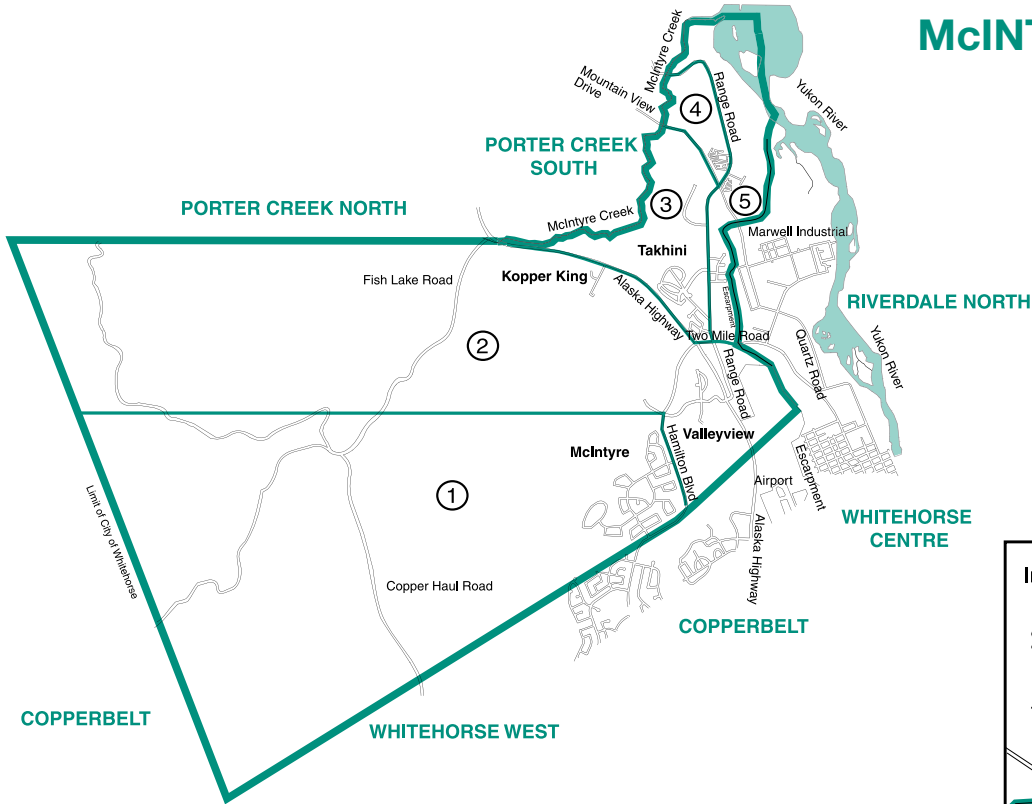 McINT
McIntyre Creek
Mountain View
Drive
Range Road
Yukon River
4
PORTER CREEK
SOUTH
5
3
PORTER CREEK NORTH
McIntyre Creek
Marwell Industrial
Takhini
Fish Lake Road
Kopper King
Alaska Highway
Escarpment
RIVERDALE NORTH
2
Two Mile Road
Quartz Road
Yukon River
Range Road
Valleyview
McIntyre
Hamilton Blvd
Escarpment
1
Airport
Limit of City of Whitehorse
WHITEHORSE
CENTRE
Alaska Highway
Copper Haul Road
COPPERBELT
COPPERBELT
WHITEHORSE WEST